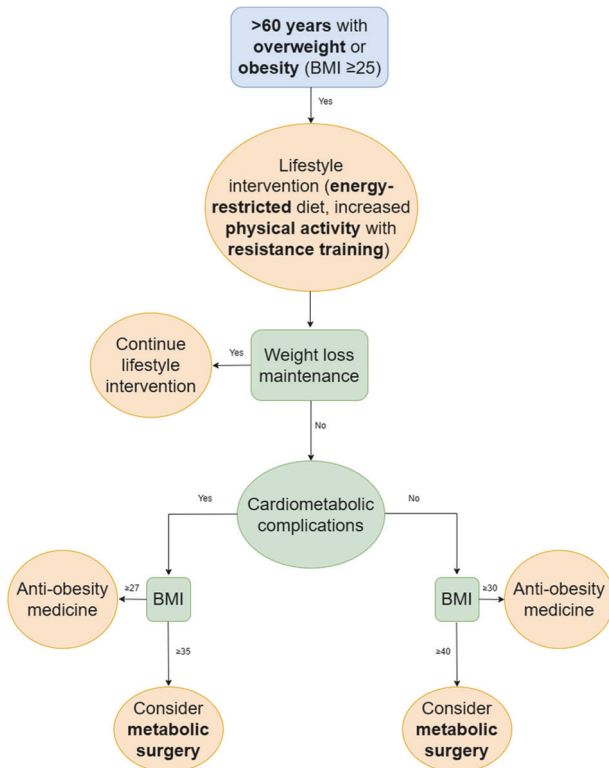 >60 years with
overweight or
obesity (BMI ≥25)
Yes
Lifestyle
intervention (energy-
restricted diet, increased
physical activity with
resistance training)
Continue
lifestyle
intervention
Yes
Weight loss
maintenance
No
Yes
Cardiometabolic
complications
No
Anti-obesity
medicine
≥27
BMI
BMI
≥30
Anti-obesity
medicine
≥35
≥40
Consider
metabolic
surgery
Consider
metabolic
surgery